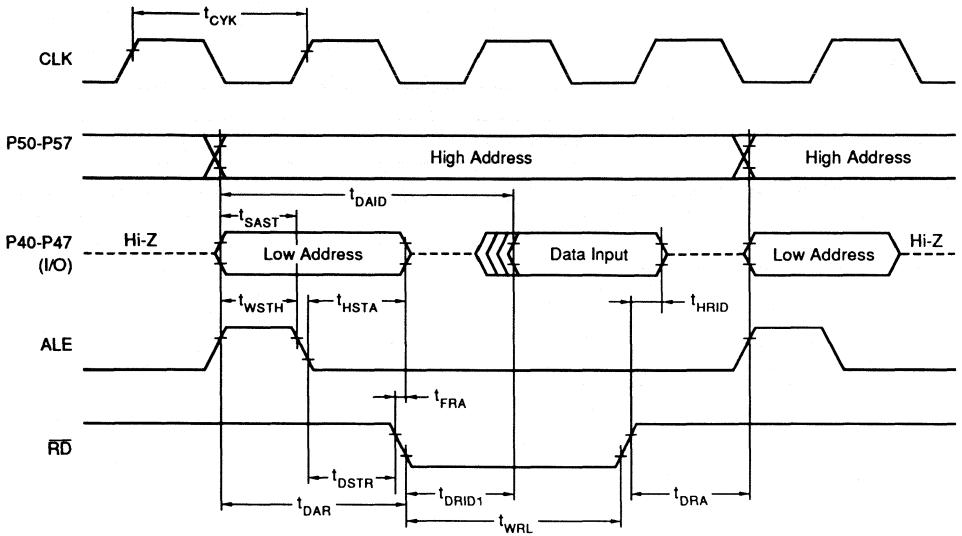 tCYK
CLK
P50-P57
High Address
High Address
tDAID
tSAST
P40-P47
(I/O)
Hi-Z
Low Address
Data Input
Low Address
Hi-Z
tWSTH
tHSTA
tHRID
ALE
tFRA
RD
tDSTR
tDRID1
tDRA
tDAR
tWRL